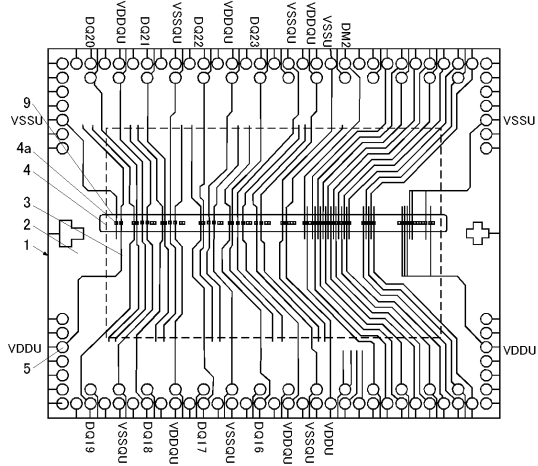 DQ20
VDDQU
DQ21
VSSQU
DQ22
VDDQU
DQ23
VSSQU
VDDQU
VSSU
DM2
9
VSSU
VSSU
4a
4
3
2
1
VDDU
VDDU
5
DQ19
VSSQU
DQ18
VDDQU
DQ17
VSSQU
DQ16
VDDQU
VSSQU
VDDU